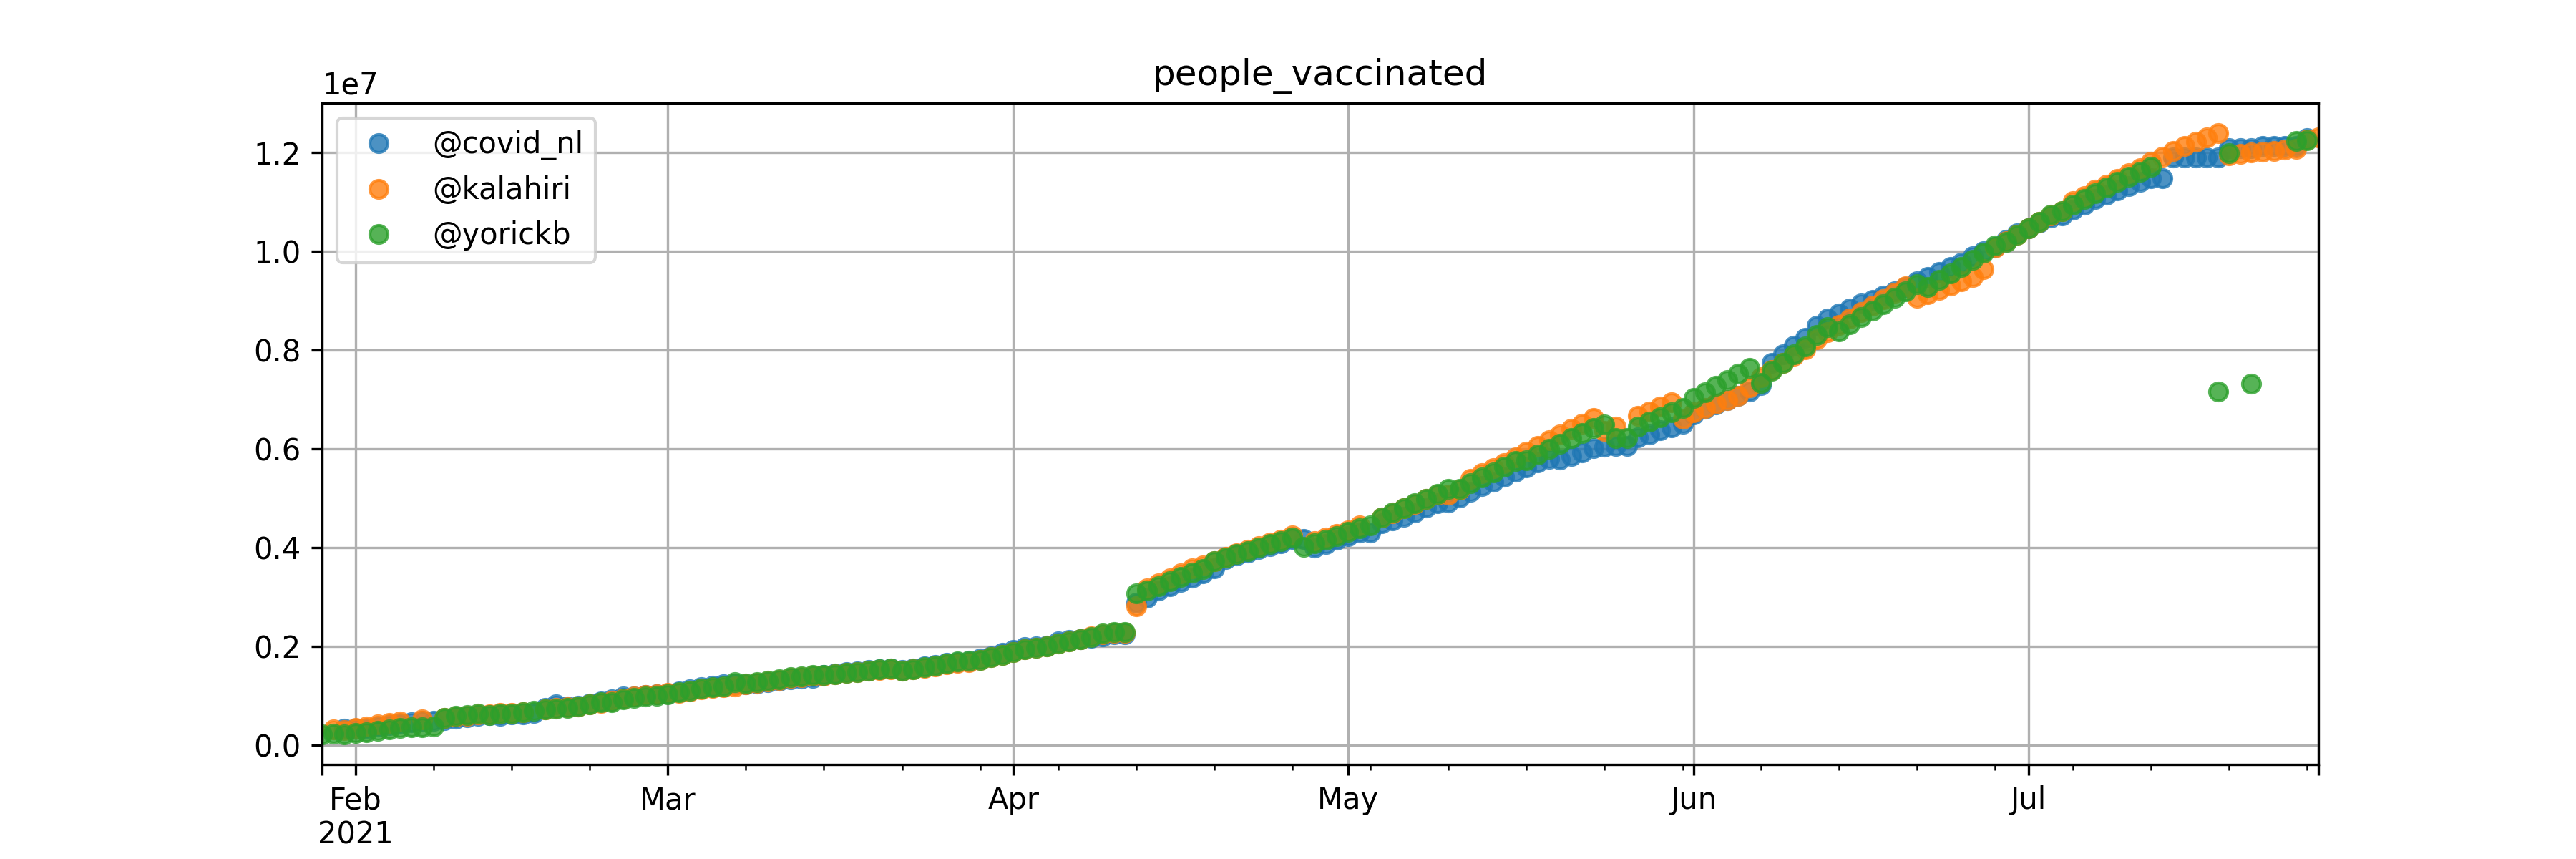 people_vaccinated
1e7
@covid_nl
@kalahiri
@yorickb
1.2
1.0
0.8
0.6
0.4
0.2
0.0
Feb Mar Apr May Jun Jul
2021